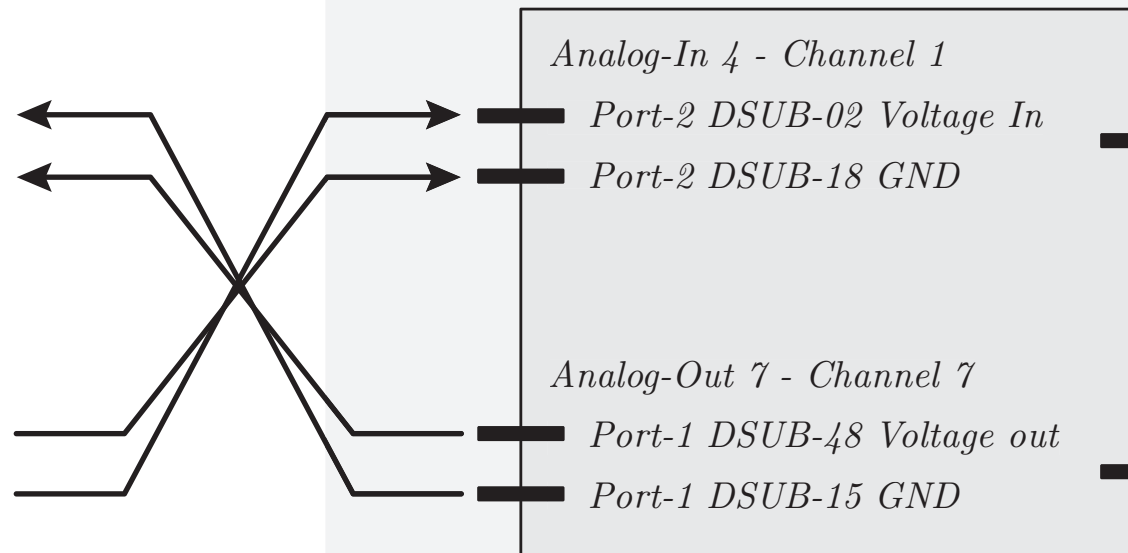 Analog-In 4 - Channel 1
Port-2 DSUB-02 Voltage In
Port-2 DSUB-18 GND
Analog-Out 7 - Channel 7
Port-1 DSUB-48 Voltage out
Port-1 DSUB-15 GND